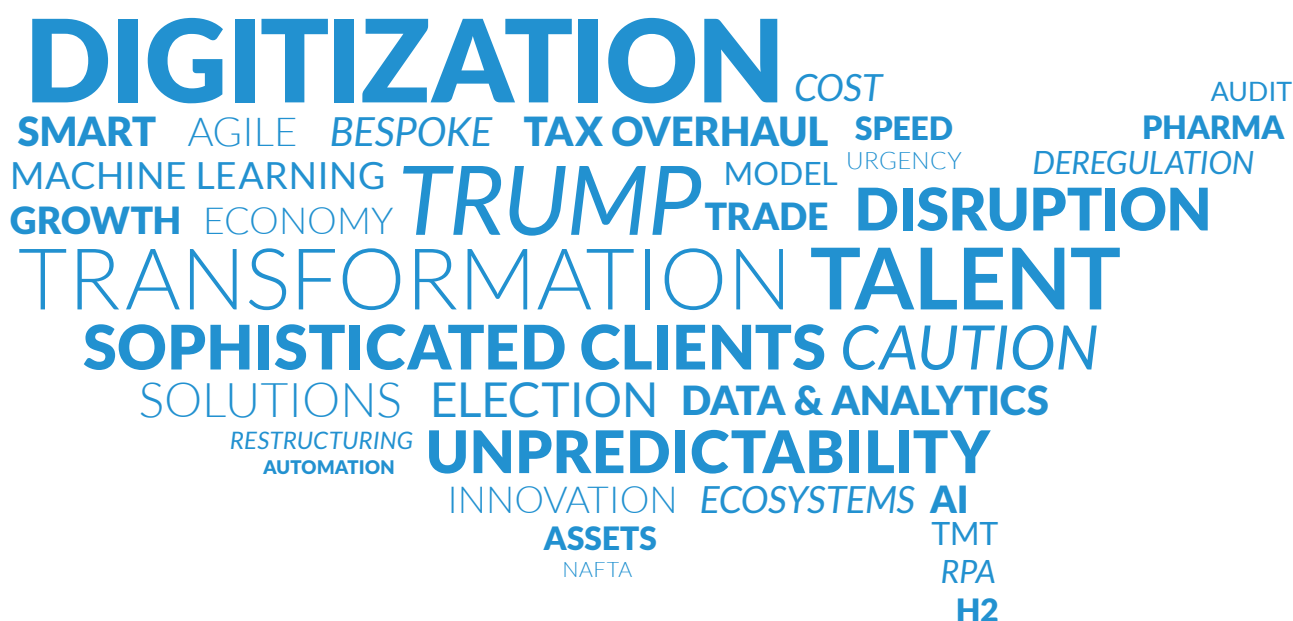 DIGITIZATION COST AUDIT
SMART AGILE BESPOKE TAX OVERHAUL SPEED PHARMA
MACHINE LEARNING TRUMP MODEL URGENCY DEREGULATION
GROWTH ECONOMY TRADE DISRUPTION
TRANSFORMATION TALENT
SOPHISTICATED CLIENTS CAUTION
SOLUTIONS ELECTION DATA & ANALYTICS
RESTRUCTURING UNPREDICTABILITY
AUTOMATION
INNOVATION ECOSYSTEMS AI
ASSETS TMT
NAFTA RPA
H2